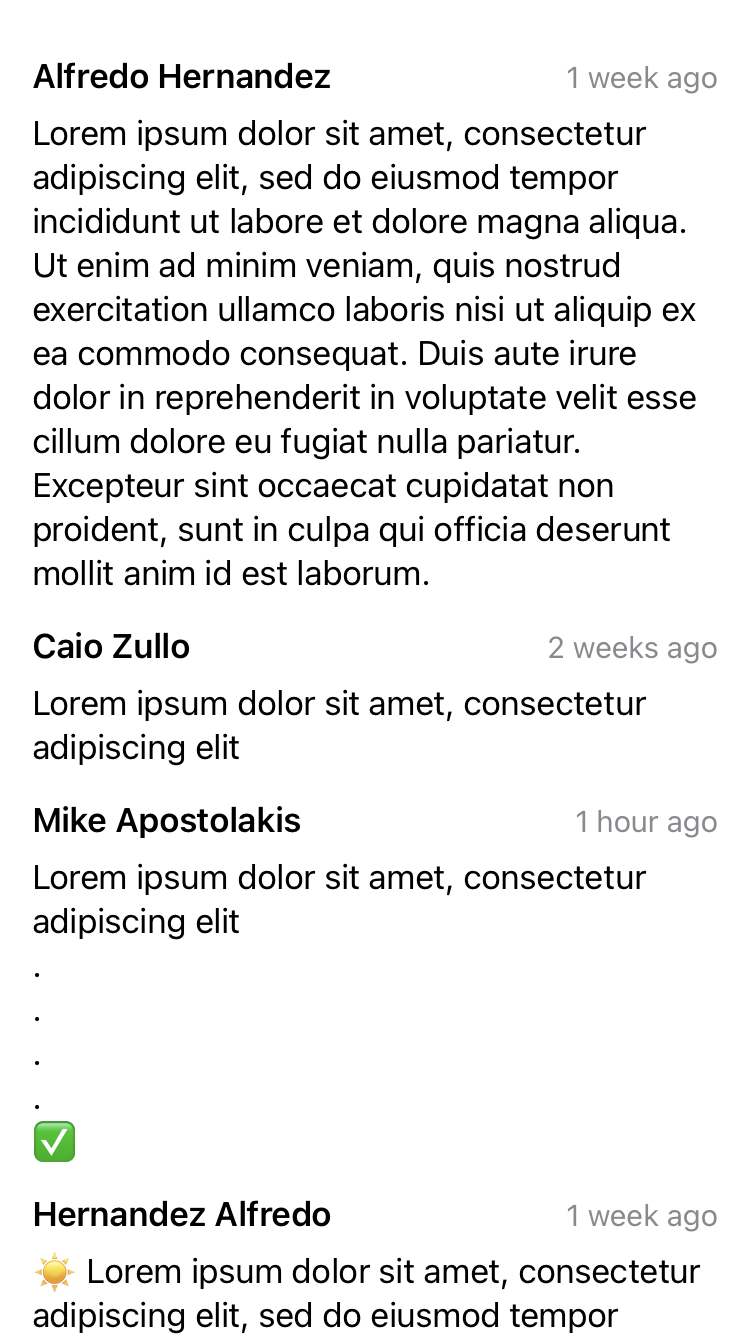 Alfredo Hernandez 1 week ago
Lorem ipsum dolor sit amet, consectetur
adipiscing elit, sed do eiusmod tempor
incididunt ut labore et dolore magna aliqua.
Ut enim ad minim veniam, quis nostrud
exercitation ullamco laboris nisi ut aliquip ex
ea commodo consequat. Duis aute irure
dolor in reprehenderit in voluptate velit esse
cillum dolore eu fugiat nulla pariatur.
Excepteur sint occaecat cupidatat non
proident, sunt in culpa qui officia deserunt
mollit anim id est laborum.
Caio Zullo 2 weeks ago
Lorem ipsum dolor sit amet, consectetur
adipiscing elit
Mike Apostolakis 1 hour ago
Lorem ipsum dolor sit amet, consectetur
adipiscing elit
.
.
.
.
✅
Hernandez Alfredo 1 week ago
☀️ Lorem ipsum dolor sit amet, consectetur
adipiscing elit, sed do eiusmod tempor